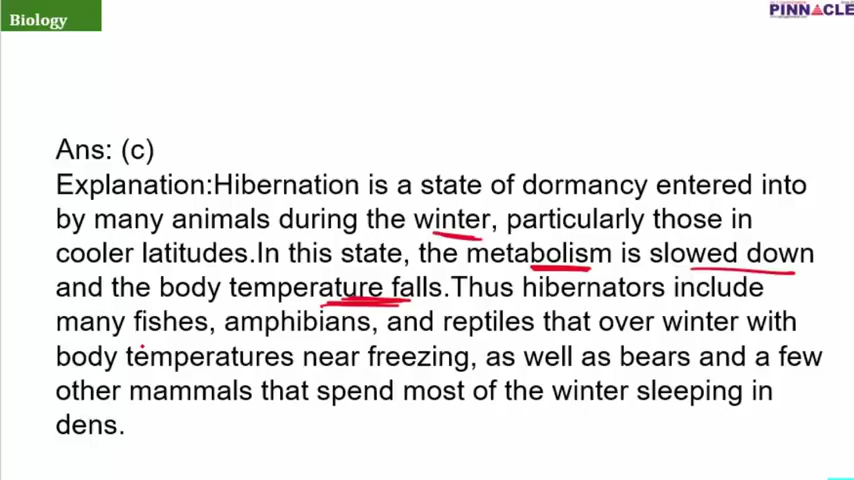 Biology
PINNACLE
Ans: (c)
Explanation:Hibernation is a state of dormancy entered into
by many animals during the winter, particularly those in
cooler latitudes.In this state, the metabolism is slowed down
and the body temperature falls.Thus hibernators include
many fishes, amphibians, and reptiles that over winter with
body temperatures near freezing, as well as bears and a few
other mammals that spend most of the winter sleeping in
dens.